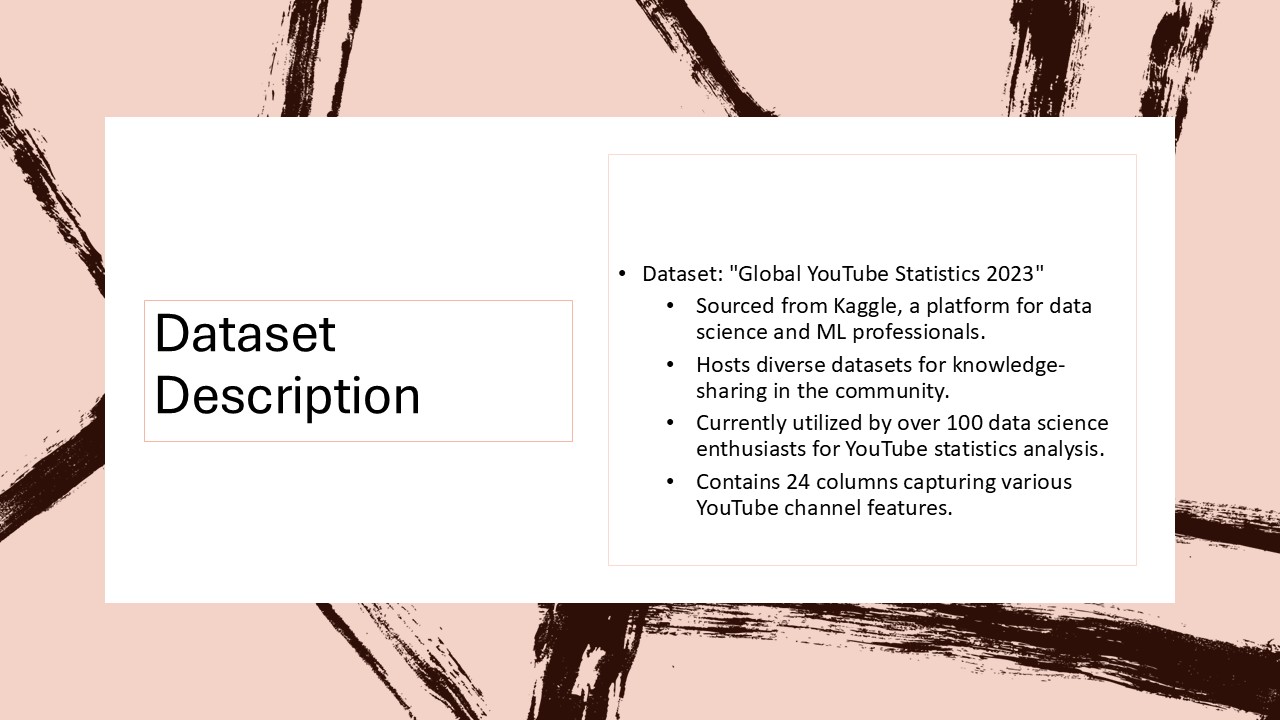 Dataset
Description
• Dataset: "Global YouTube Statistics 2023"
• Sourced from Kaggle, a platform for data
science and ML professionals.
• Hosts diverse datasets for knowledge-
sharing in the community.
• Currently utilized by over 100 data science
enthusiasts for YouTube statistics analysis.
• Contains 24 columns capturing various
YouTube channel features.